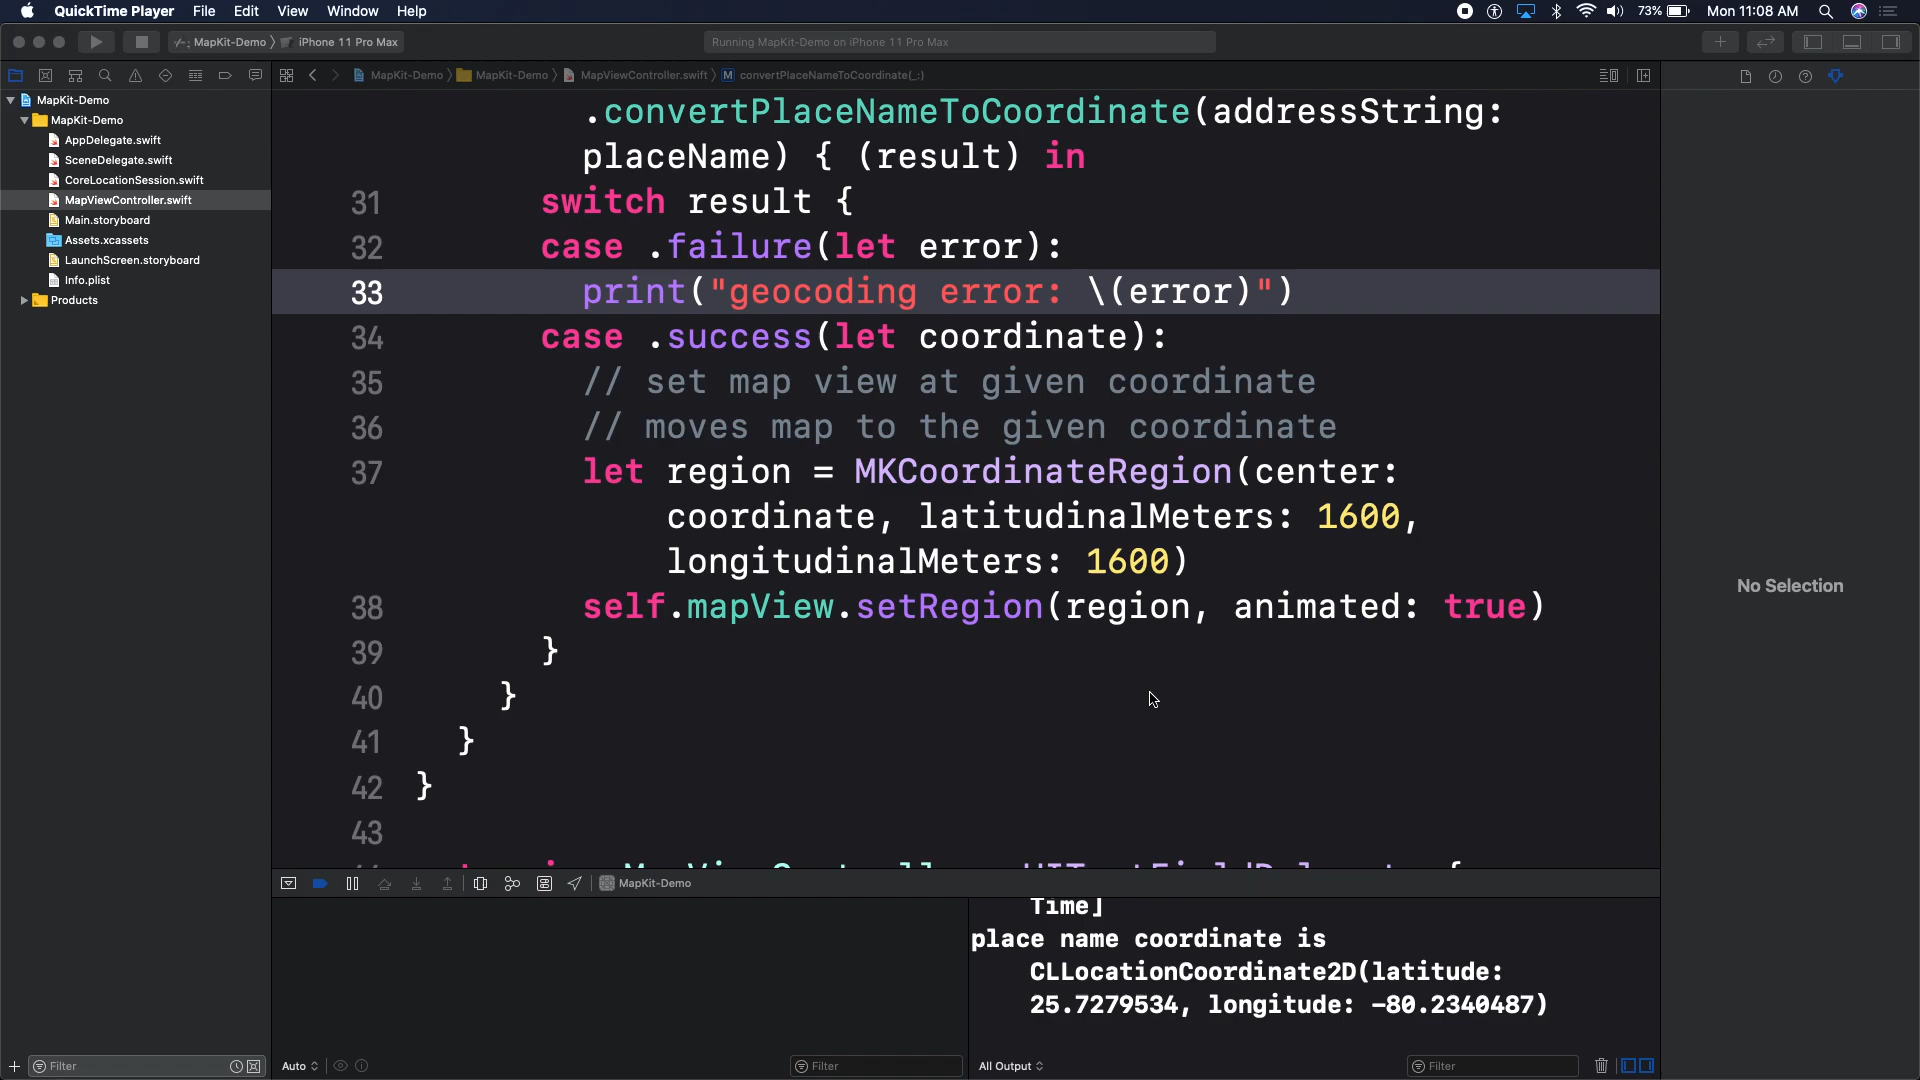 QuickTime Player File Edit View Window Help 73% Mon 11:08 AM
MapKit-Demo iPhone 11 Pro Max Running MapKit-Demo on iPhone 11 Pro Max
MapKit-Demo MapKit-Demo MapViewController.swift M convertPlaceNameToCoordinate(_:)
MapKit-Demo
MapKit-Demo
AppDelegate.swift
SceneDelegate.swift
CoreLocationSession.swift
MapViewController.swift
Main.storyboard
Assets.xcassets
LaunchScreen.storyboard
Info.plist
Products
.convertPlaceNameToCoordinate(addressString:
placeName) { (result) in
31 switch result {
32 case .failure(let error):
33 print("geocoding error: \(error)")
34 case .success(let coordinate):
35 // set map view at given coordinate
36 // moves map to the given coordinate
37 let region = MKCoordinateRegion(center:
coordinate, latitudinalMeters: 1600,
longitudinalMeters: 1600)
38 self.mapView.setRegion(region, animated: true)
39 }
40 }
41 }
42 }
43
No Selection
MapKit-Demo
Time]
place name coordinate is
CLLocationCoordinate2D(latitude:
25.7279534, longitude: -80.2340487)
Filter Auto Filter All Output Filter